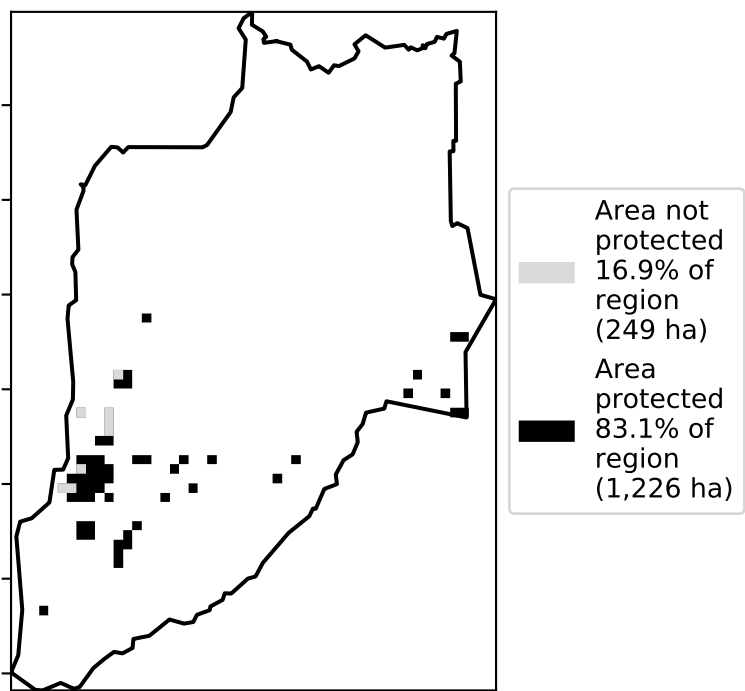 Area not
protected
16.9% of
region
(249 ha)
Area
protected
83.1% of
region
(1,226 ha)